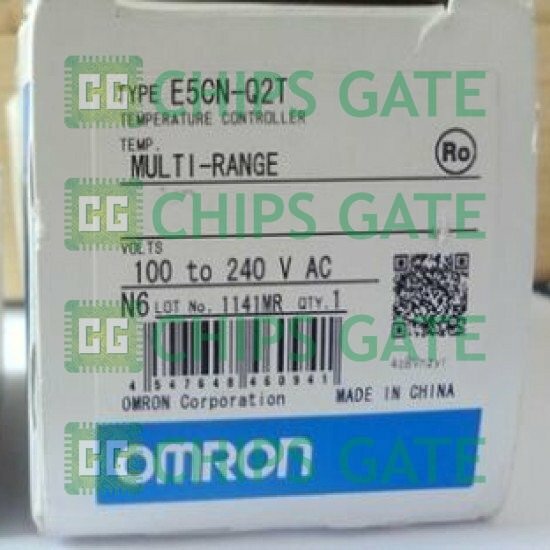 CG CHIPS GATE
TYPE E5CN-Q2T
TEMPERATURE CONTROLLER
TEMP.
MULTI-RANGE
Ro
CG CHIPS GATE
VOLTS
100 to 240 V AC
N6 LOT No. 1141MR QTY. 1
CG CHIPS GATE
4 547648 460941
OMRON Corporation
MADE IN CHINA
CG CHIPS GATE
OMRON